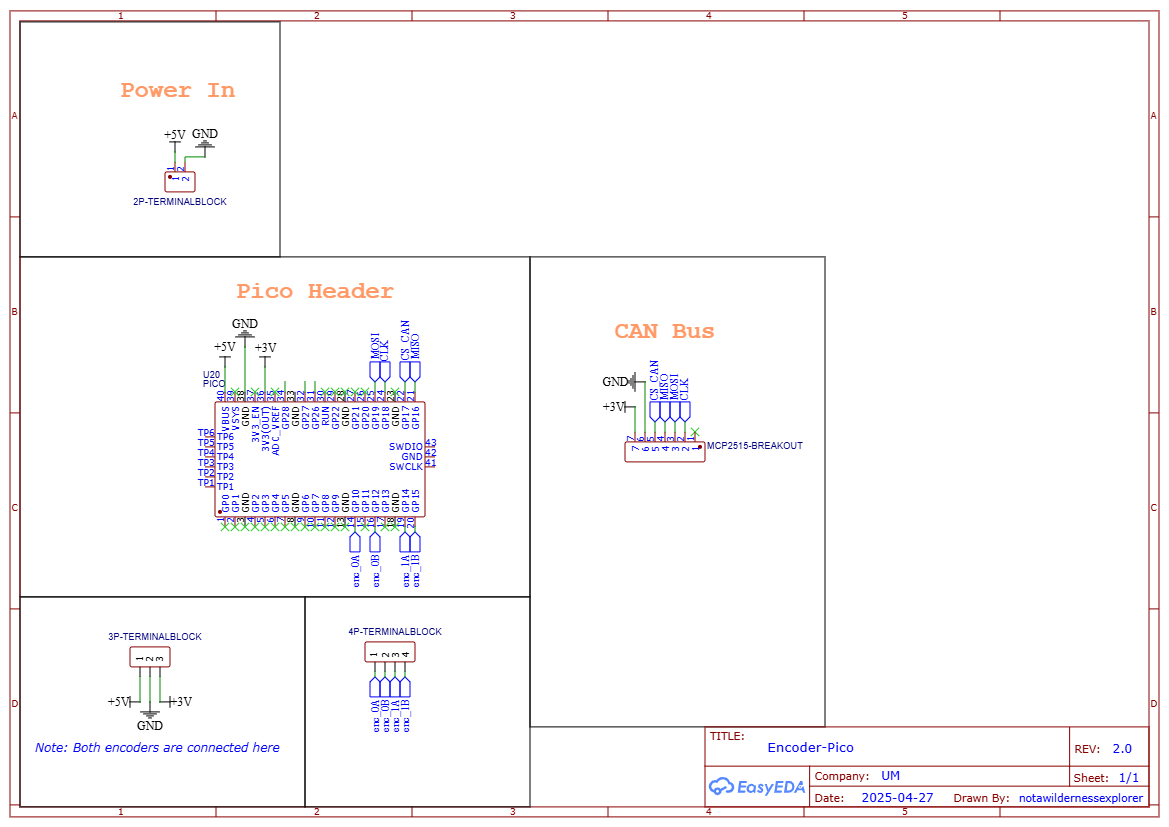 1 2 3 4 5
A A
Power In
+5V GND
1 2
1 2
2P-TERMINALBLOCK
B B
Pico Header
GND
+5V +3V
MOSI CLK CS_CAN MISO
U20
PICO
40 39 38 37 36 35 34 33 32 31 30 29 28 27 26 25 24 23 22 21
VBUS VSYS GND 3V3_EN 3V3(OUT) ADC_VREF GP28 GND GP27 GP26 RUN GP22 GND GP21 GP20 GP19 GP18 GND GP17 GP16
TP6 TP6
TP5 TP5
TP4 TP4
TP3 TP3
TP2 TP2
TP1 TP1
SWDIO 43
GND 42
SWCLK 41
GP0 GP1 GND GP2 GP3 GP4 GP5 GND GP6 GP7 GP8 GP9 GND GP10 GP11 GP12 GP13 GND GP14 GP15
1 2 3 4 5 6 7 8 9 10 11 12 13 14 15 16 17 18 19 20
enc_0A enc_0B enc_1A enc_1B
CAN Bus
GND
+3V
CS_CAN MISO MOSI CLK
7 6 5 4 3 2 1
7 6 5 4 3 2 1
MCP2515-BREAKOUT
C C
3P-TERMINALBLOCK
1 2 3
+5V +3V
GND
Note: Both encoders are connected here
4P-TERMINALBLOCK
1 2 3 4
enc_0A enc_0B enc_1A enc_1B
D D
TITLE:
Encoder-Pico
REV: 2.0
EasyEDA
Company: UM
Sheet: 1/1
Date: 2025-04-27 Drawn By: notawildernessexplorer
1 2 3 4 5